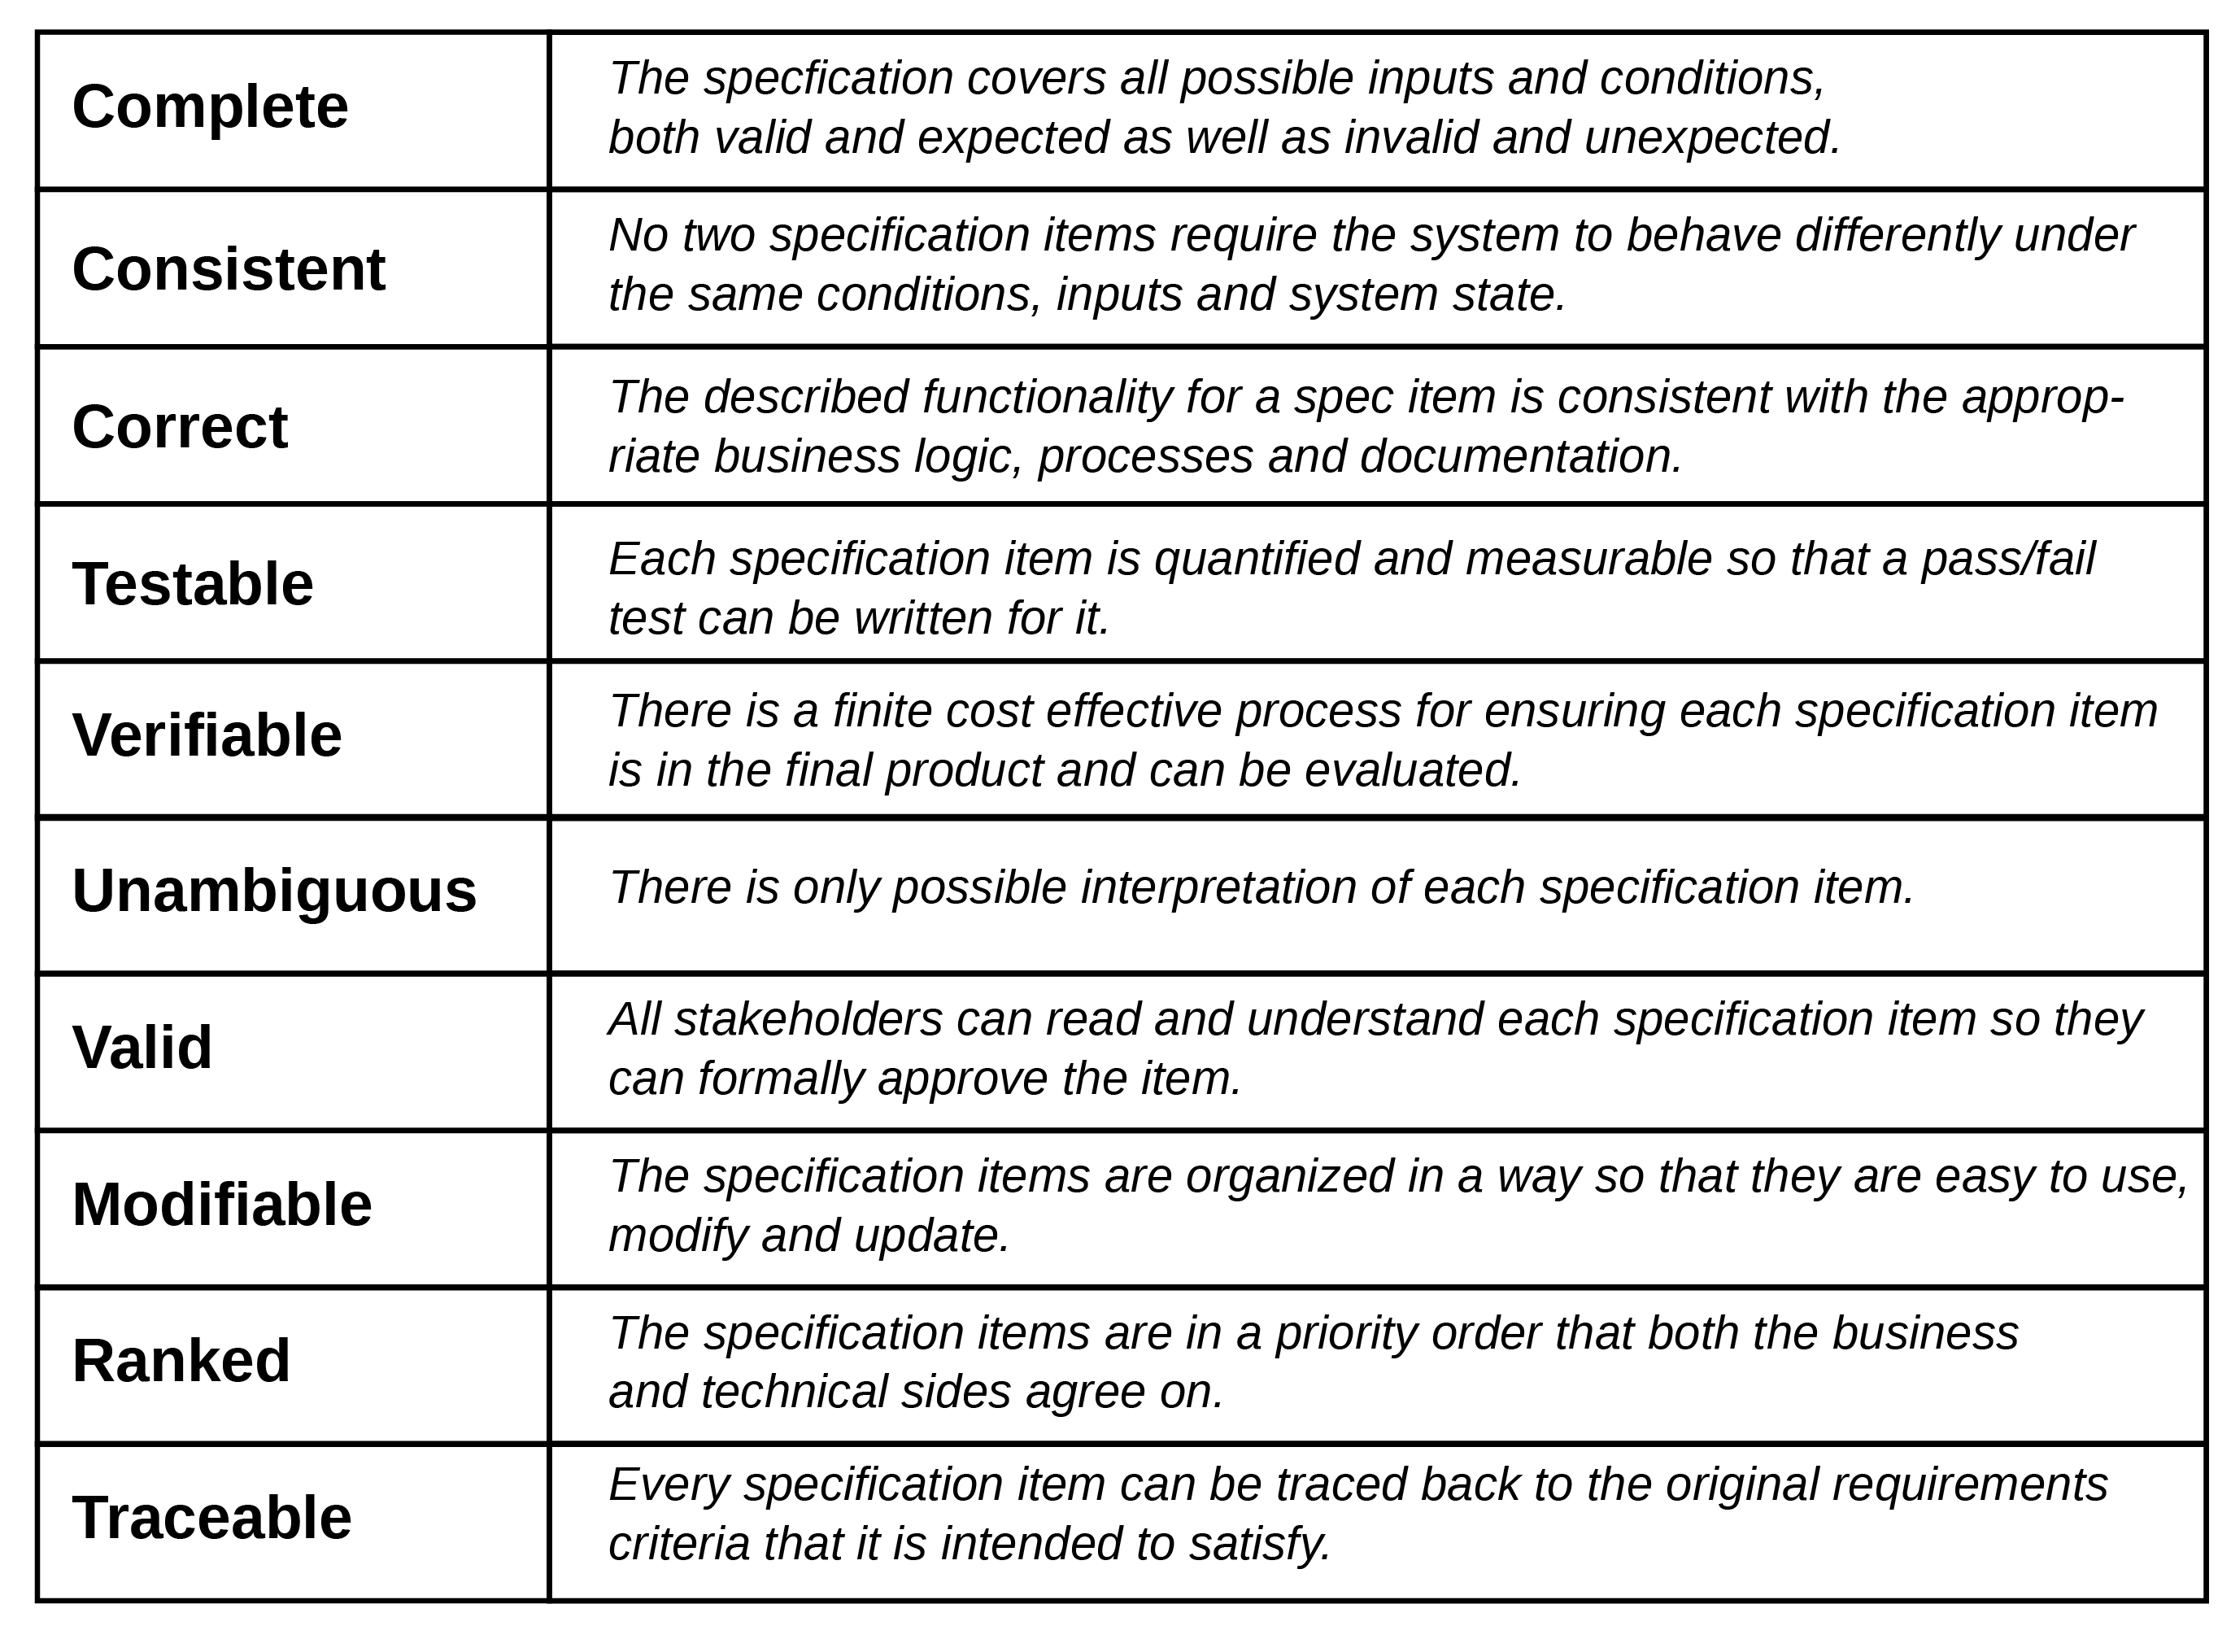 Complete
The specfication covers all possible inputs and conditions,
both valid and expected as well as invalid and unexpected.
Consistent
No two specification items require the system to behave differently under
the same conditions, inputs and system state.
Correct
The described functionality for a spec item is consistent with the approp-
riate business logic, processes and documentation.
Testable
Each specification item is quantified and measurable so that a pass/fail
test can be written for it.
Verifiable
There is a finite cost effective process for ensuring each specification item
is in the final product and can be evaluated.
Unambiguous
There is only possible interpretation of each specification item.
Valid
All stakeholders can read and understand each specification item so they
can formally approve the item.
Modifiable
The specification items are organized in a way so that they are easy to use,
modify and update.
Ranked
The specification items are in a priority order that both the business
and technical sides agree on.
Traceable
Every specification item can be traced back to the original requirements
criteria that it is intended to satisfy.